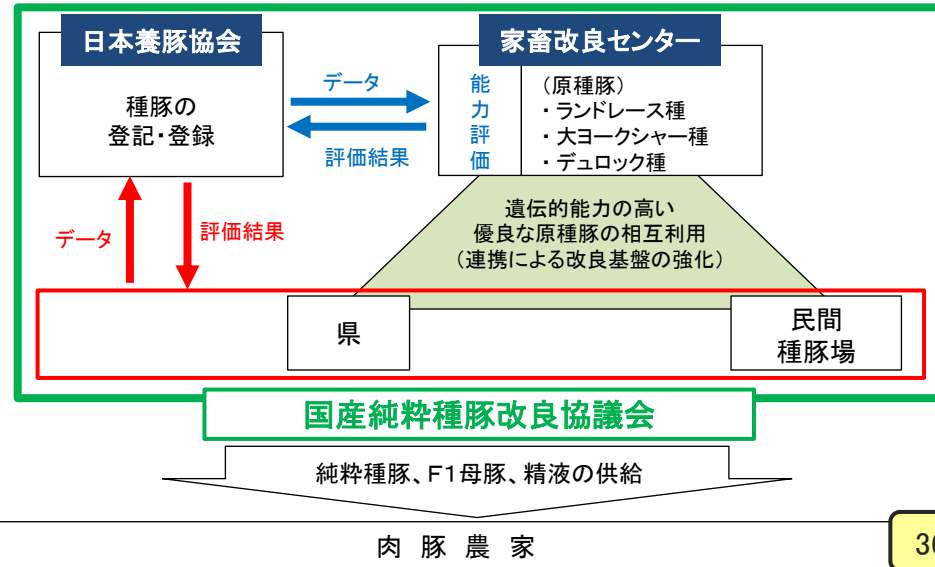 日本養豚協会
種豚の
登記・登録
データ
評価結果
家畜改良センター
能力評価
(原種豚)
・ランドレース種
・大ヨークシャー種
・デュロック種
データ
評価結果
遺伝的能力の高い
優良な原種豚の相互利用
(連携による改良基盤の強化)
県
民間
種豚場
国産純粋種豚改良協議会
純粋種豚、F1母豚、精液の供給
肉豚農家